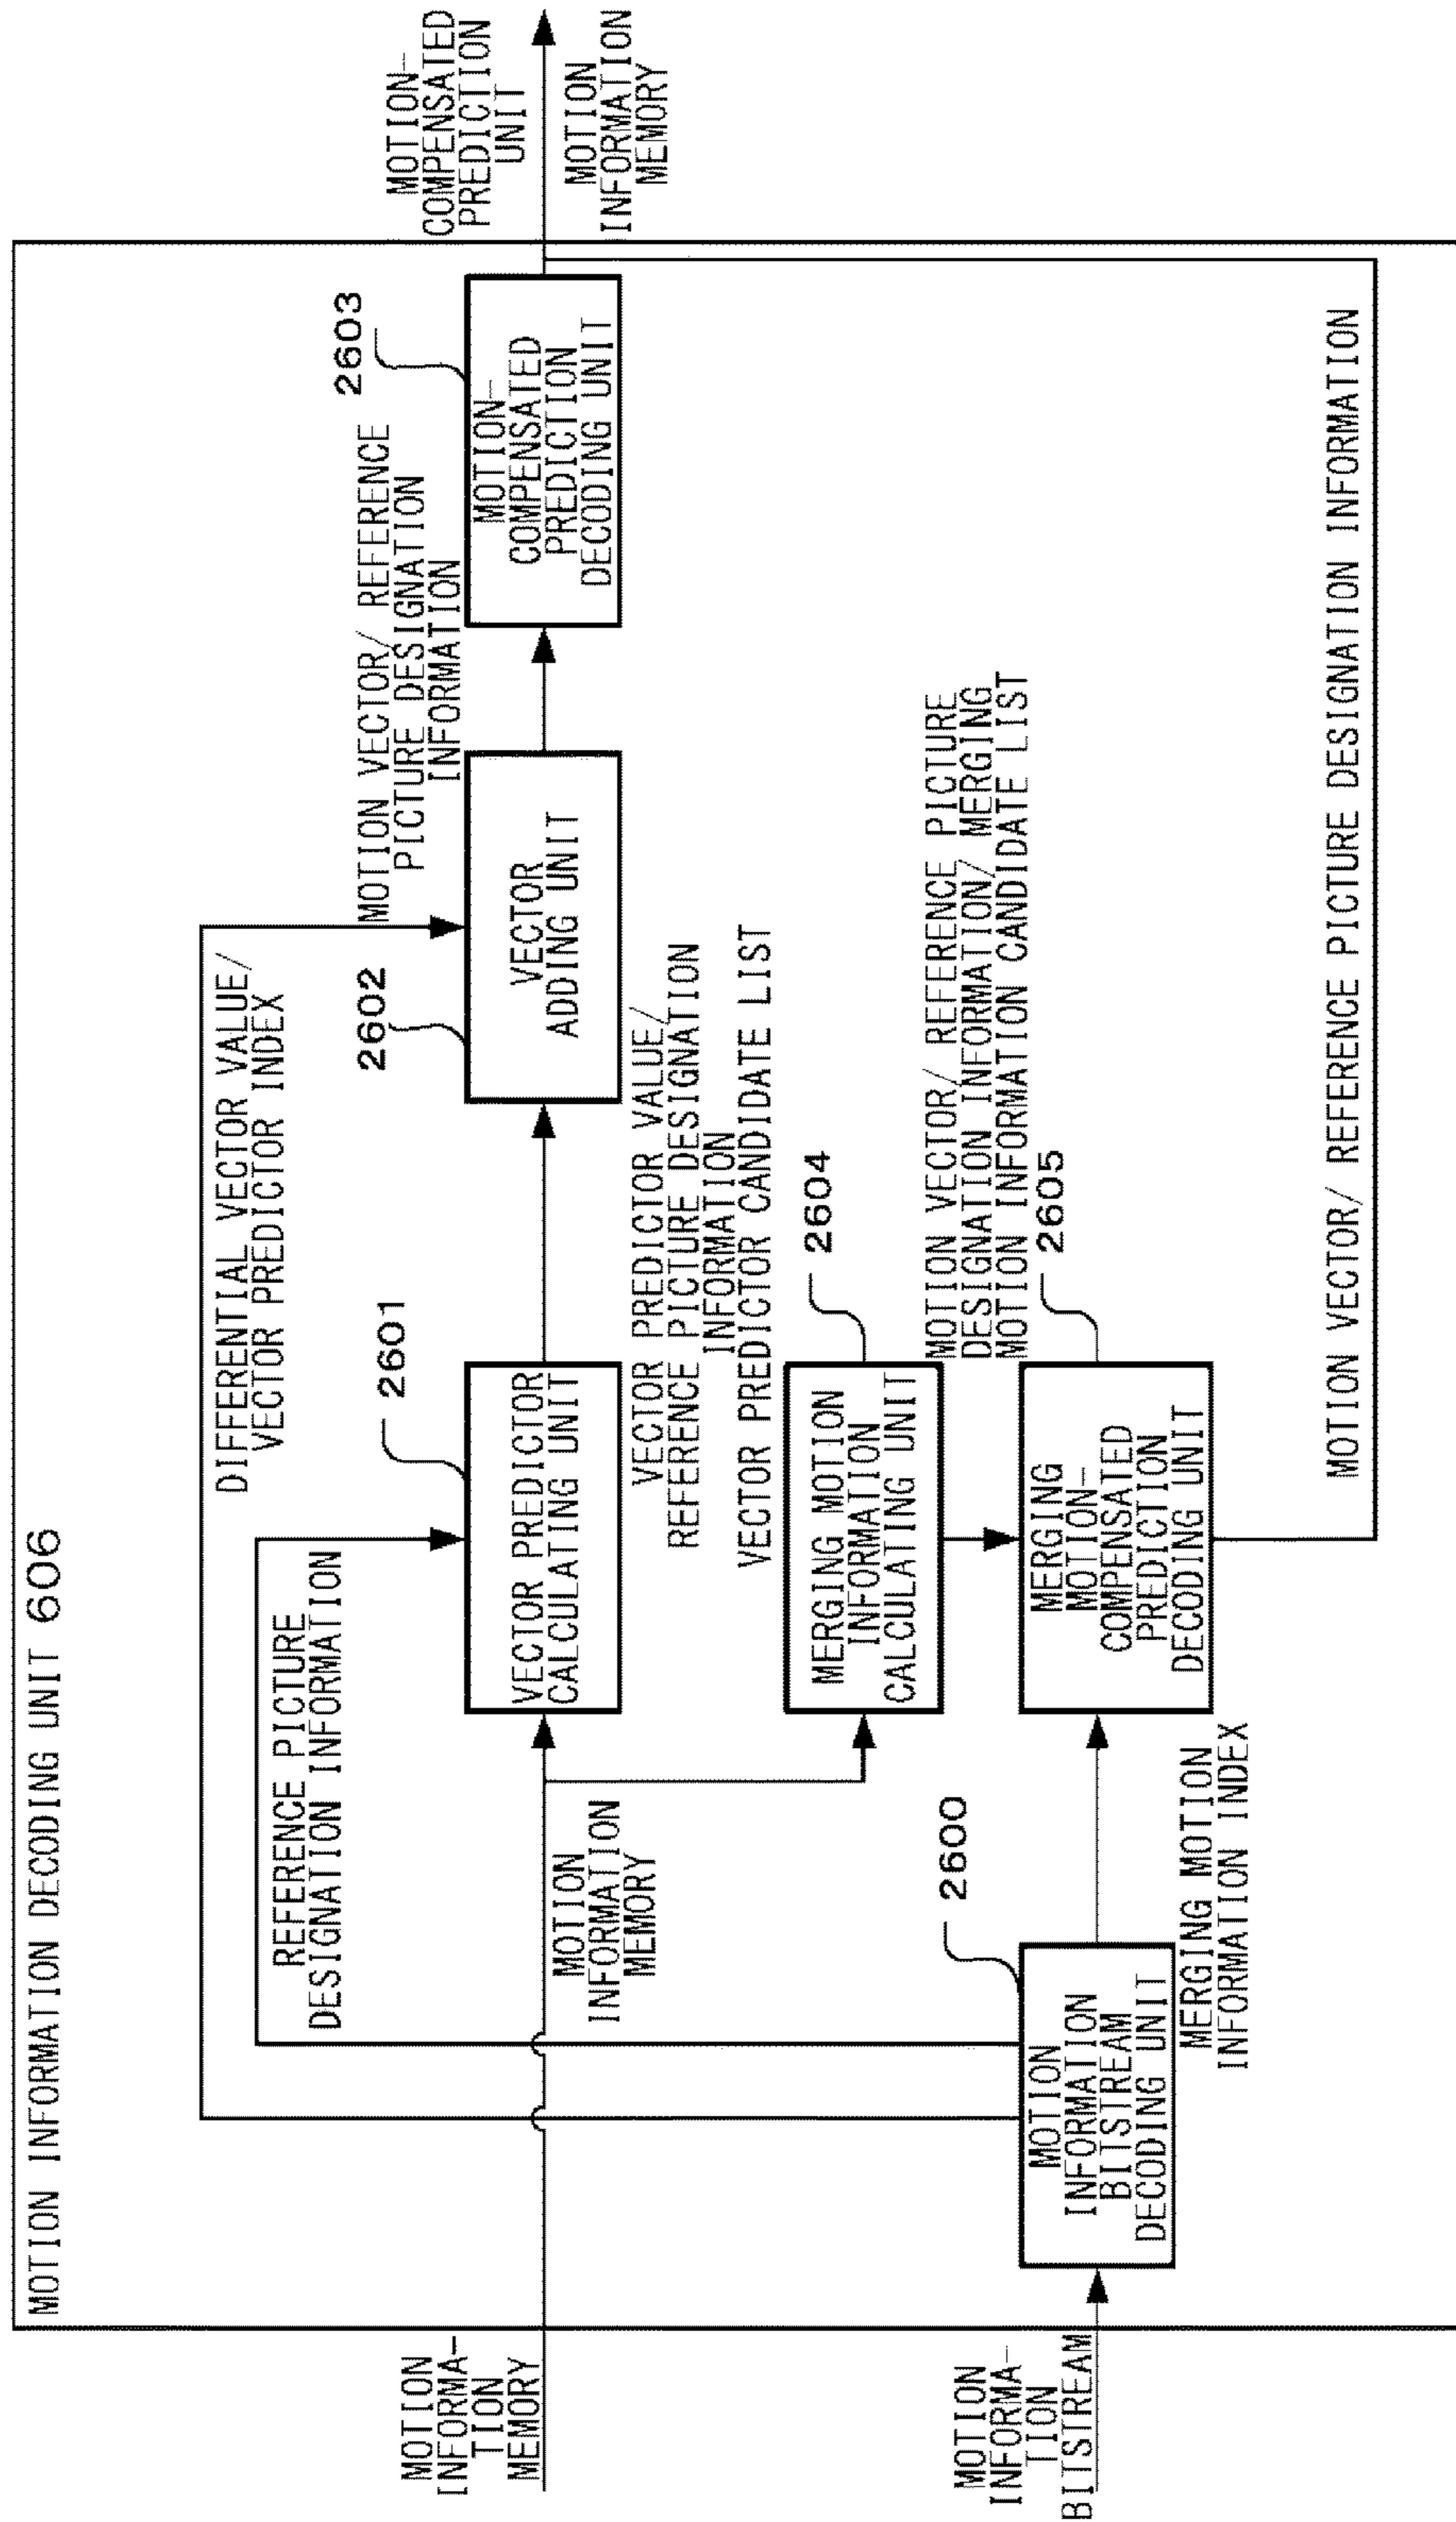 MOTION INFORMATION DECODING UNIT 606
DIFFERENTIAL VECTOR VALUE/
VECTOR PREDICTOR INDEX
REFERENCE PICTURE
DESIGNATION INFORMATION
MOTION
INFORMA-
TION
MEMORY
MOTION
INFORMATION
MEMORY
2601
VECTOR PREDICTOR
CALCULATING UNIT
VECTOR PREDICTOR VALUE/
REFERENCE PICTURE DESIGNATION
INFORMATION
VECTOR PREDICTOR CANDIDATE LIST
2602
VECTOR
ADDING UNIT
MOTION VECTOR/ REFERENCE
PICTURE DESIGNATION
INFORMATION
2603
MOTION-
COMPENSATED
PREDICTION
DECODING UNIT
MOTION-
COMPENSATED
PREDICTION
UNIT
MOTION
INFORMATION
MEMORY
2604
MERGING MOTION
INFORMATION
CALCULATING UNIT
MOTION VECTOR/ REFERENCE PICTURE
DESIGNATION INFORMATION/ MERGING
MOTION INFORMATION CANDIDATE LIST
MOTION
INFORMA-
TION
BITSTREAM
2600
MOTION
INFORMATION
BITSTREAM
DECODING UNIT
MERGING MOTION
INFORMATION INDEX
2605
MERGING
MOTION-
COMPENSATED
PREDICTION
DECODING UNIT
MOTION VECTOR/ REFERENCE PICTURE DESIGNATION INFORMATION